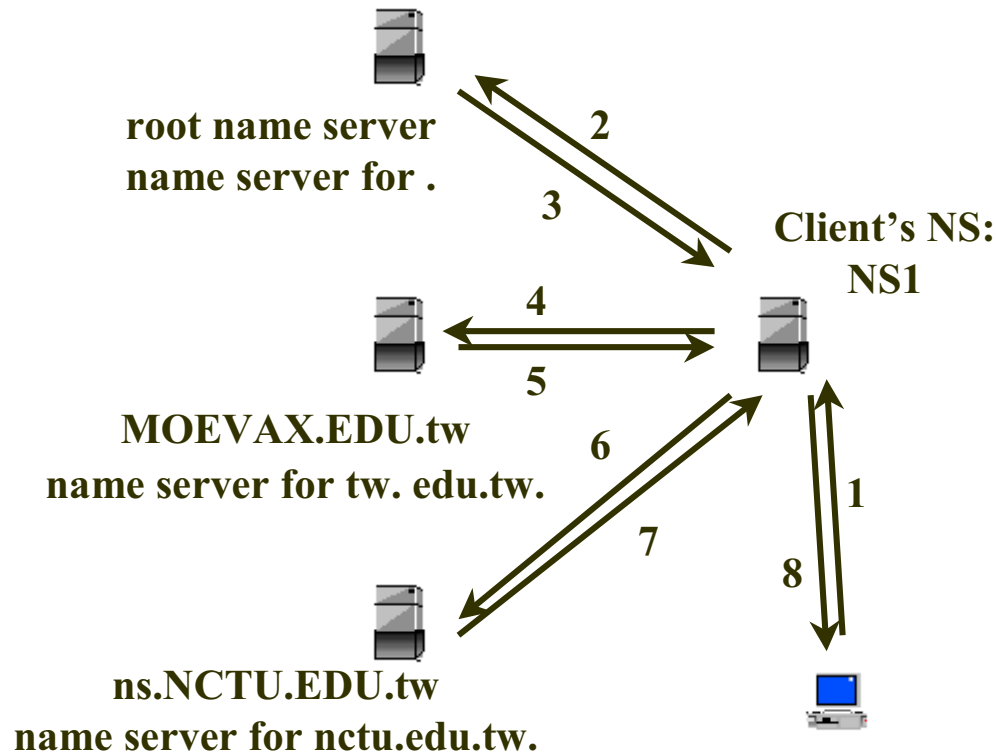 root name server
name server for .
2
3
Client’s NS:
NS1
4
5
MOEVAX.EDU.tw
name server for tw. edu.tw.
6
7
1
8
ns.NCTU.EDU.tw
name server for nctu.edu.tw.